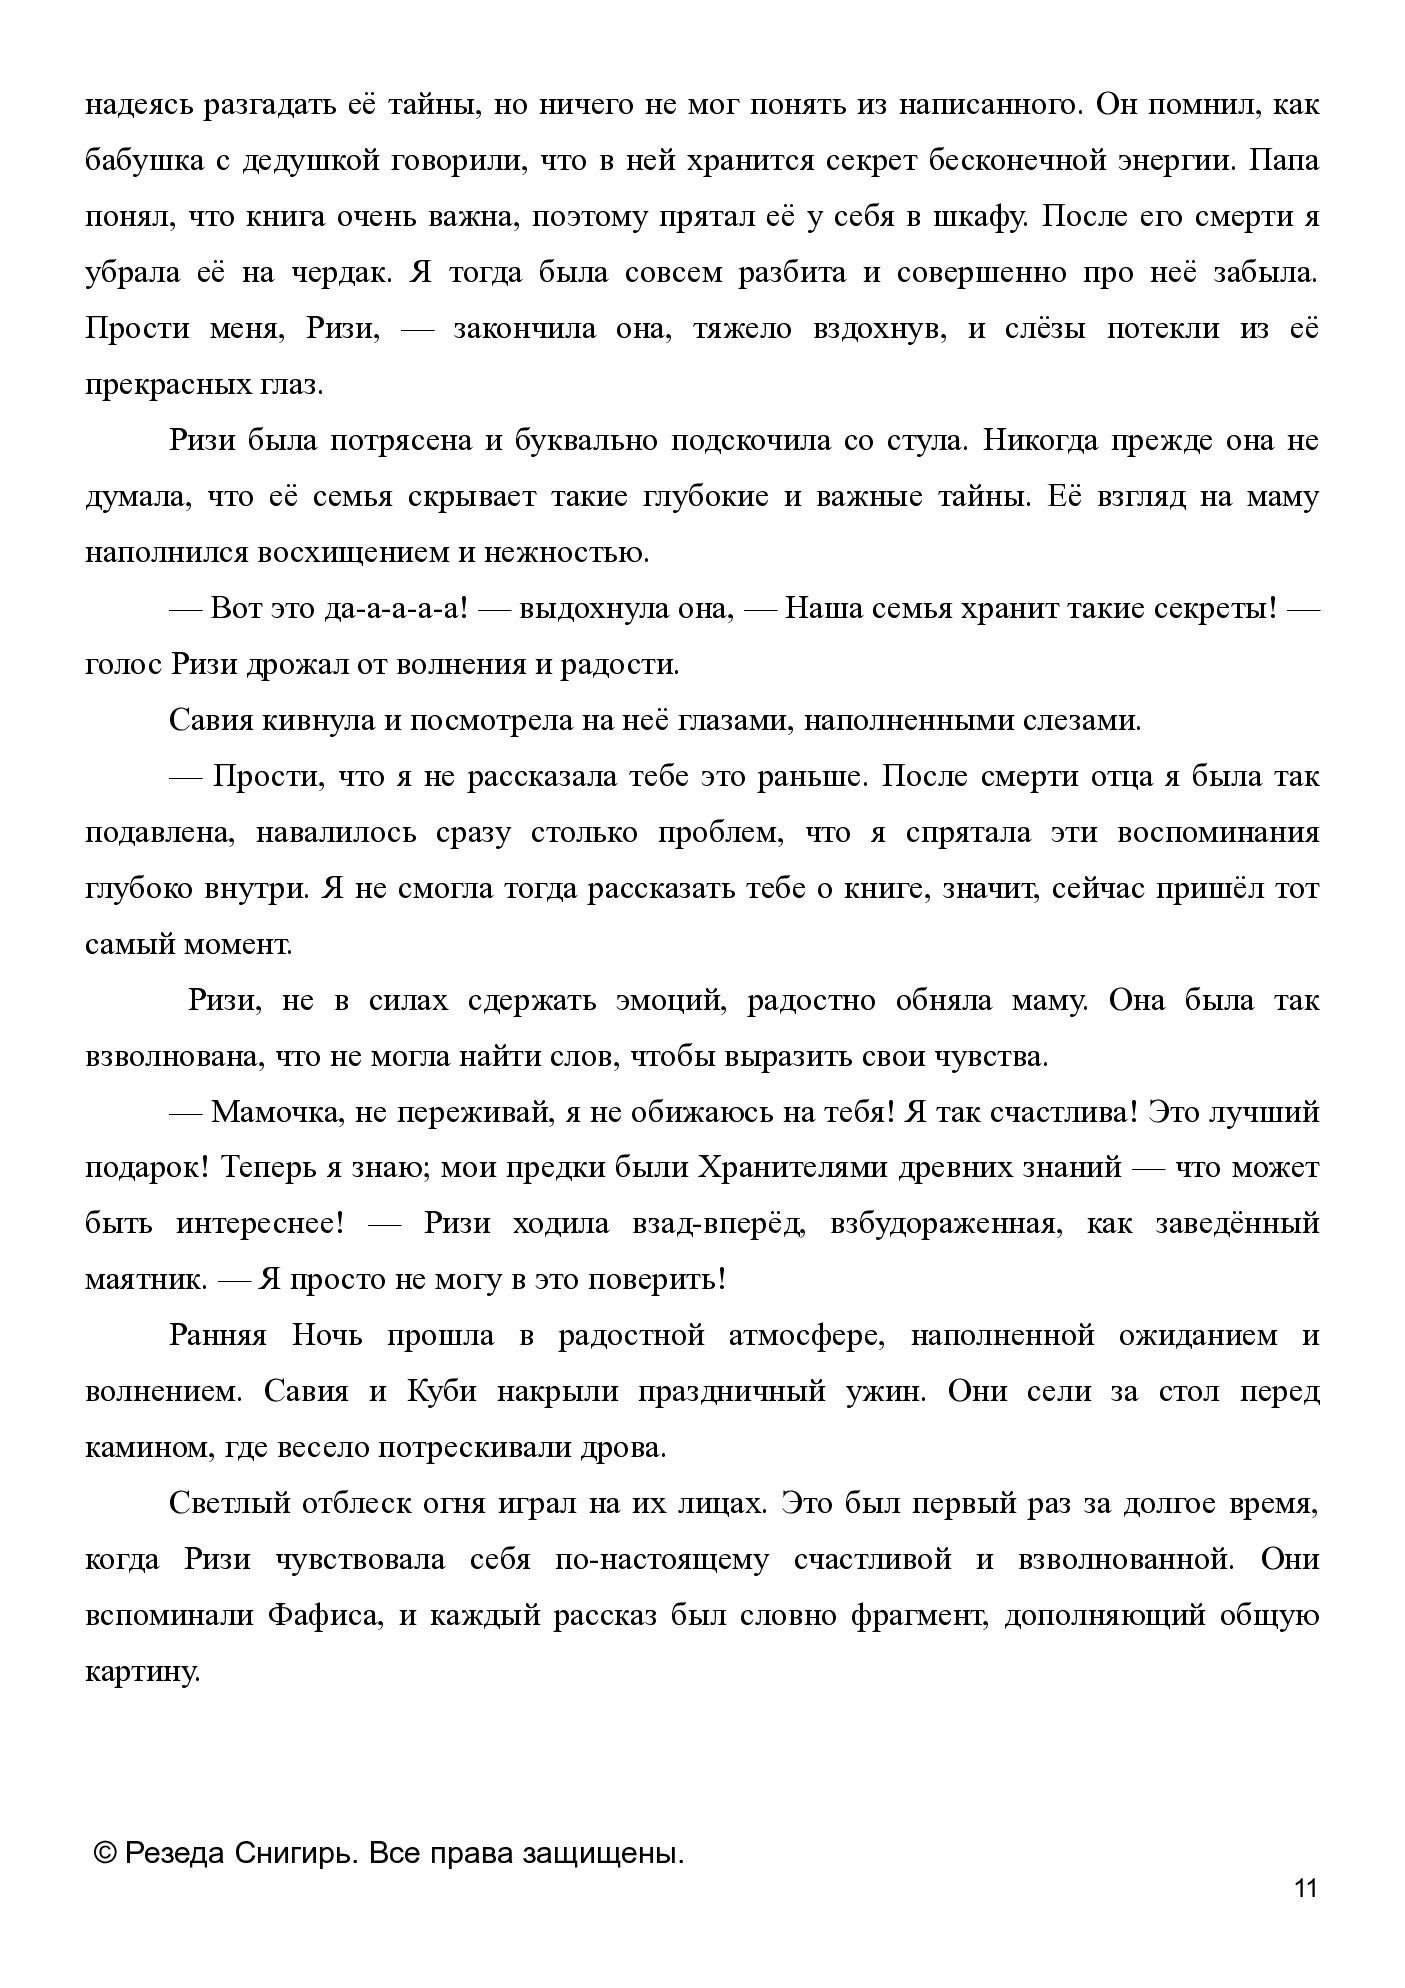 надеясь разгадать её тайны, но ничего не мог понять из написанного. Он помнил, как
бабушка с дедушкой говорили, что в ней хранится секрет бесконечной энергии. Папа
понял, что книга очень важна, поэтому прятал её у себя в шкафу. После его смерти я
убрала её на чердак. Я тогда была совсем разбита и совершенно про неё забыла.
Прости меня, Ризи, — закончила она, тяжело вздохнув, и слёзы потекли из её
прекрасных глаз.
Ризи была потрясена и буквально подскочила со стула. Никогда прежде она не
думала, что её семья скрывает такие глубокие и важные тайны. Её взгляд на маму
наполнился восхищением и нежностью.
— Вот это да-а-а-а-а! — выдохнула она, — Наша семья хранит такие секреты! —
голос Ризи дрожал от волнения и радости.
Савия кивнула и посмотрела на неё глазами, наполненными слезами.
— Прости, что я не рассказала тебе это раньше. После смерти отца я была так
подавлена, навалилось сразу столько проблем, что я спрятала эти воспоминания
глубоко внутри. Я не смогла тогда рассказать тебе о книге, значит, сейчас пришёл тот
самый момент.
Ризи, не в силах сдержать эмоций, радостно обняла маму. Она была так
взволнована, что не могла найти слов, чтобы выразить свои чувства.
— Мамочка, не переживай, я не обижаюсь на тебя! Я так счастлива! Это лучший
подарок! Теперь я знаю; мои предки были Хранителями древних знаний — что может
быть интереснее! — Ризи ходила взад-вперёд, взбудораженная, как заведённый
маятник. — Я просто не могу в это поверить!
Ранняя Ночь прошла в радостной атмосфере, наполненной ожиданием и
волнением. Савия и Куби накрыли праздничный ужин. Они сели за стол перед
камином, где весело потрескивали дрова.
Светлый отблеск огня играл на их лицах. Это был первый раз за долгое время,
когда Ризи чувствовала себя по-настоящему счастливой и взволнованной. Они
вспоминали Фафиса, и каждый рассказ был словно фрагмент, дополняющий общую
картину.
© Резеда Снигирь. Все права защищены.
11